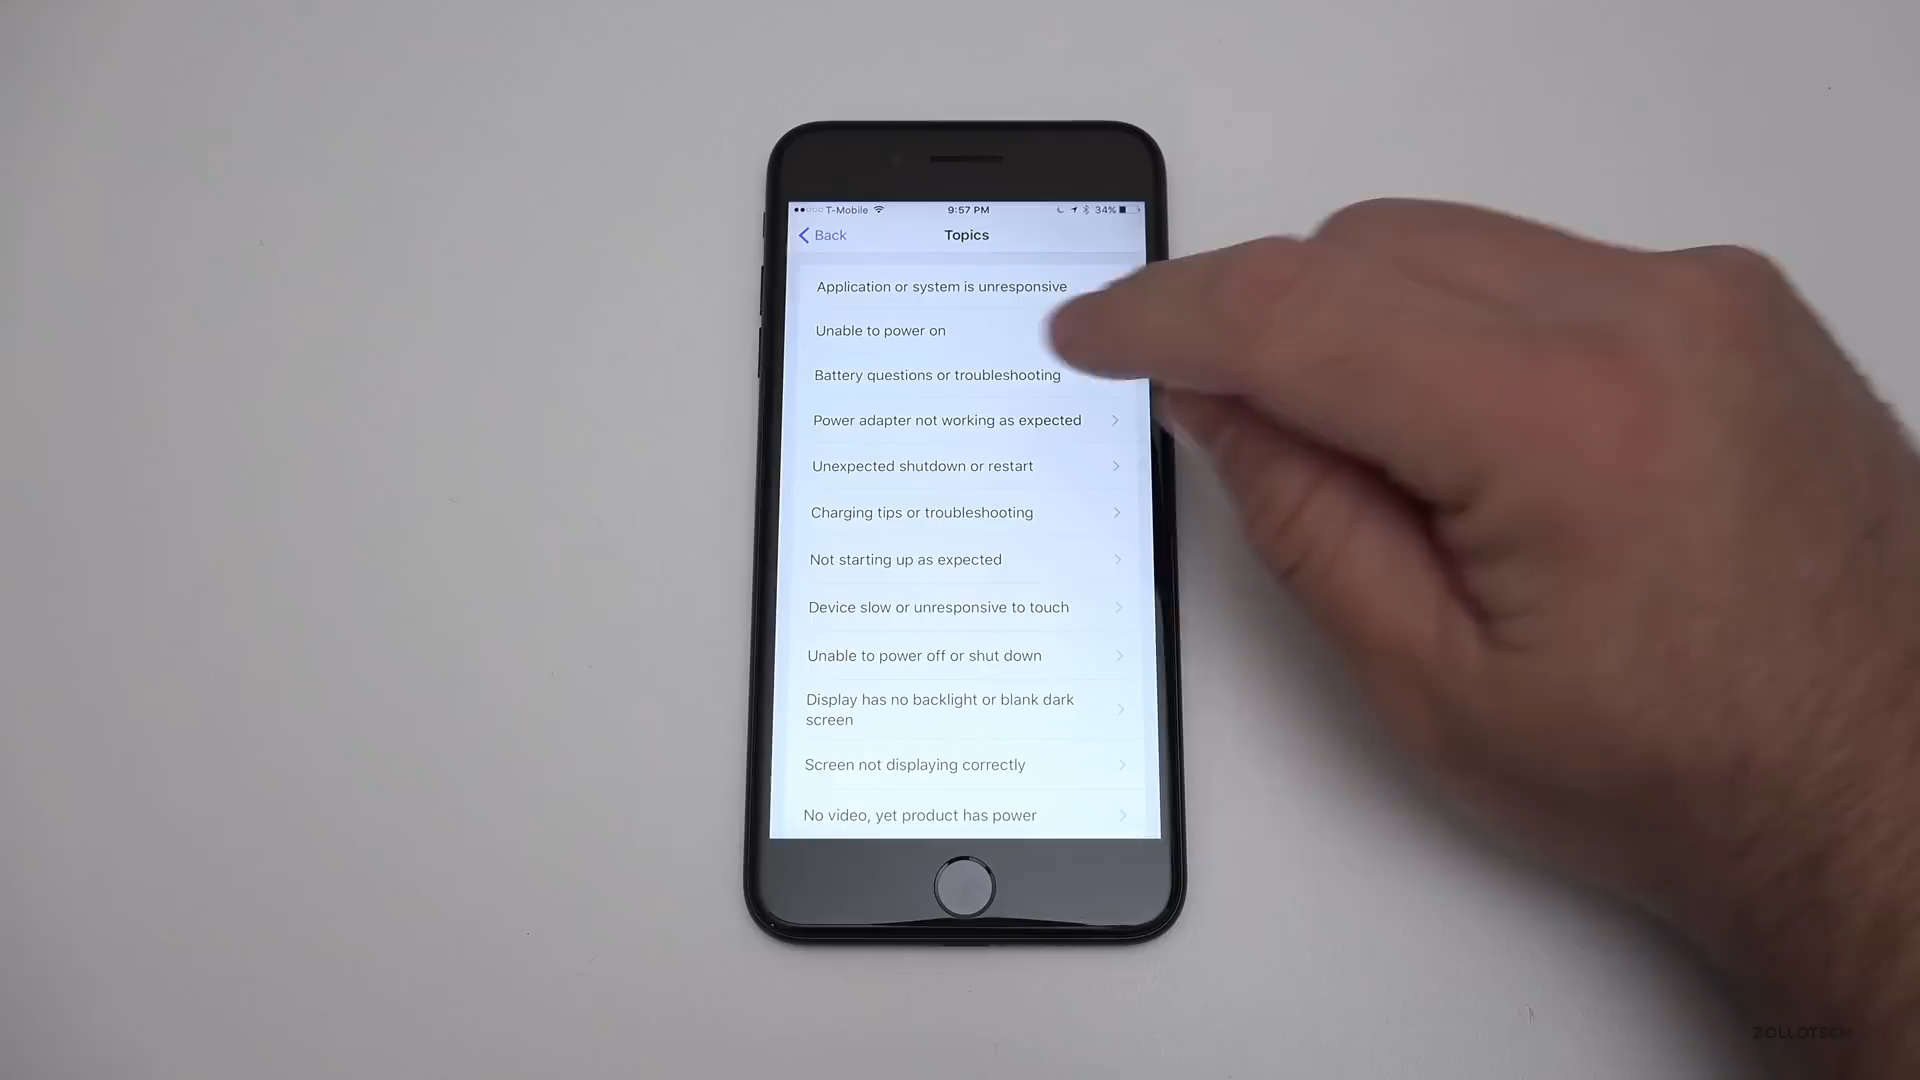 T-Mobile 9:57 PM 34%
Back Topics
Application or system is unresponsive
Unable to power on
Battery questions or troubleshooting
Power adapter not working as expected
Unexpected shutdown or restart
Charging tips or troubleshooting
Not starting up as expected
Device slow or unresponsive to touch
Unable to power off or shut down
Display has no backlight or blank dark
screen
Screen not displaying correctly
No video, yet product has power
ZOLLOTECH